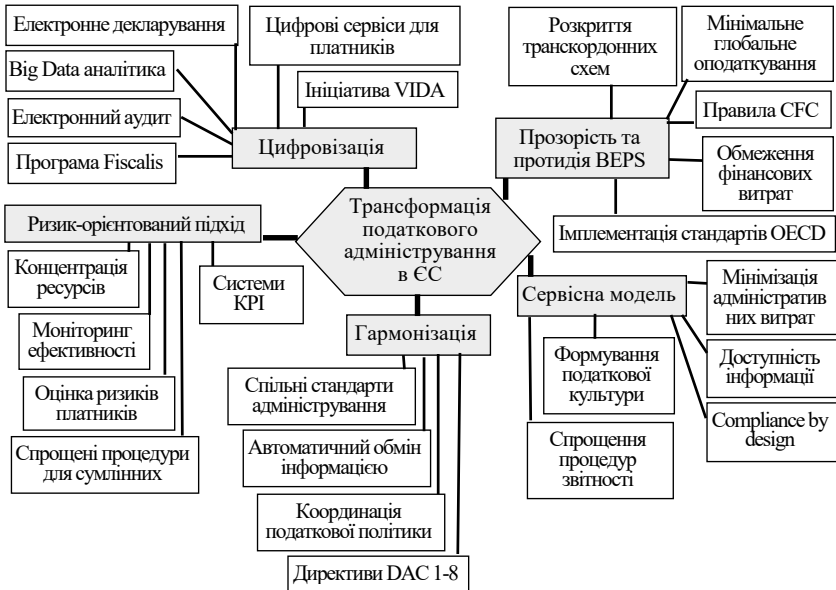 Електронне декларування
Big Data аналітика
Електронний аудит
Програма Fiscalis
Цифрові сервіси для
платників
Ініціатива VIDA
Цифровізація
Розкриття
транскордонних
схем
Мінімальне
глобальне
оподаткування
Правила CFC
Обмеження
фінансових
витрат
Імплементація стандартів OECD
Прозорість та
протидія BEPS
Трансформація
податкового
адміністрування
в ЄС
Ризик-орієнтований підхід
Концентрація
ресурсів
Моніторинг
ефективності
Оцінка ризиків
платників
Спрощені процедури
для сумлінних
Системи
KPI
Гармонізація
Спільні стандарти
адміністрування
Автоматичний обмін
інформацією
Координація
податкової політики
Директиви DAC 1-8
Сервісна модель
Мінімізація
адміністратив
них витрат
Доступність
інформації
Compliance by
design
Формування
податкової
культури
Спрощення
процедур
звітності